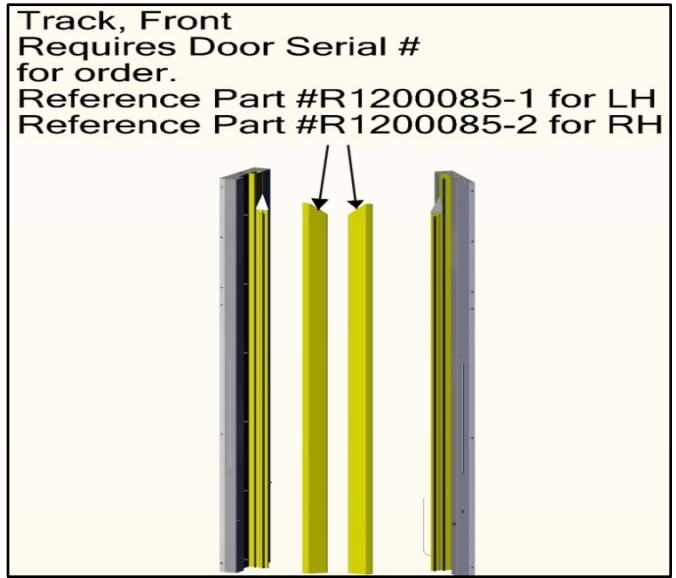 Track, Front
Requires Door Serial #
for order.
Reference Part #R1200085-1 for LH
Reference Part #R1200085-2 for RH